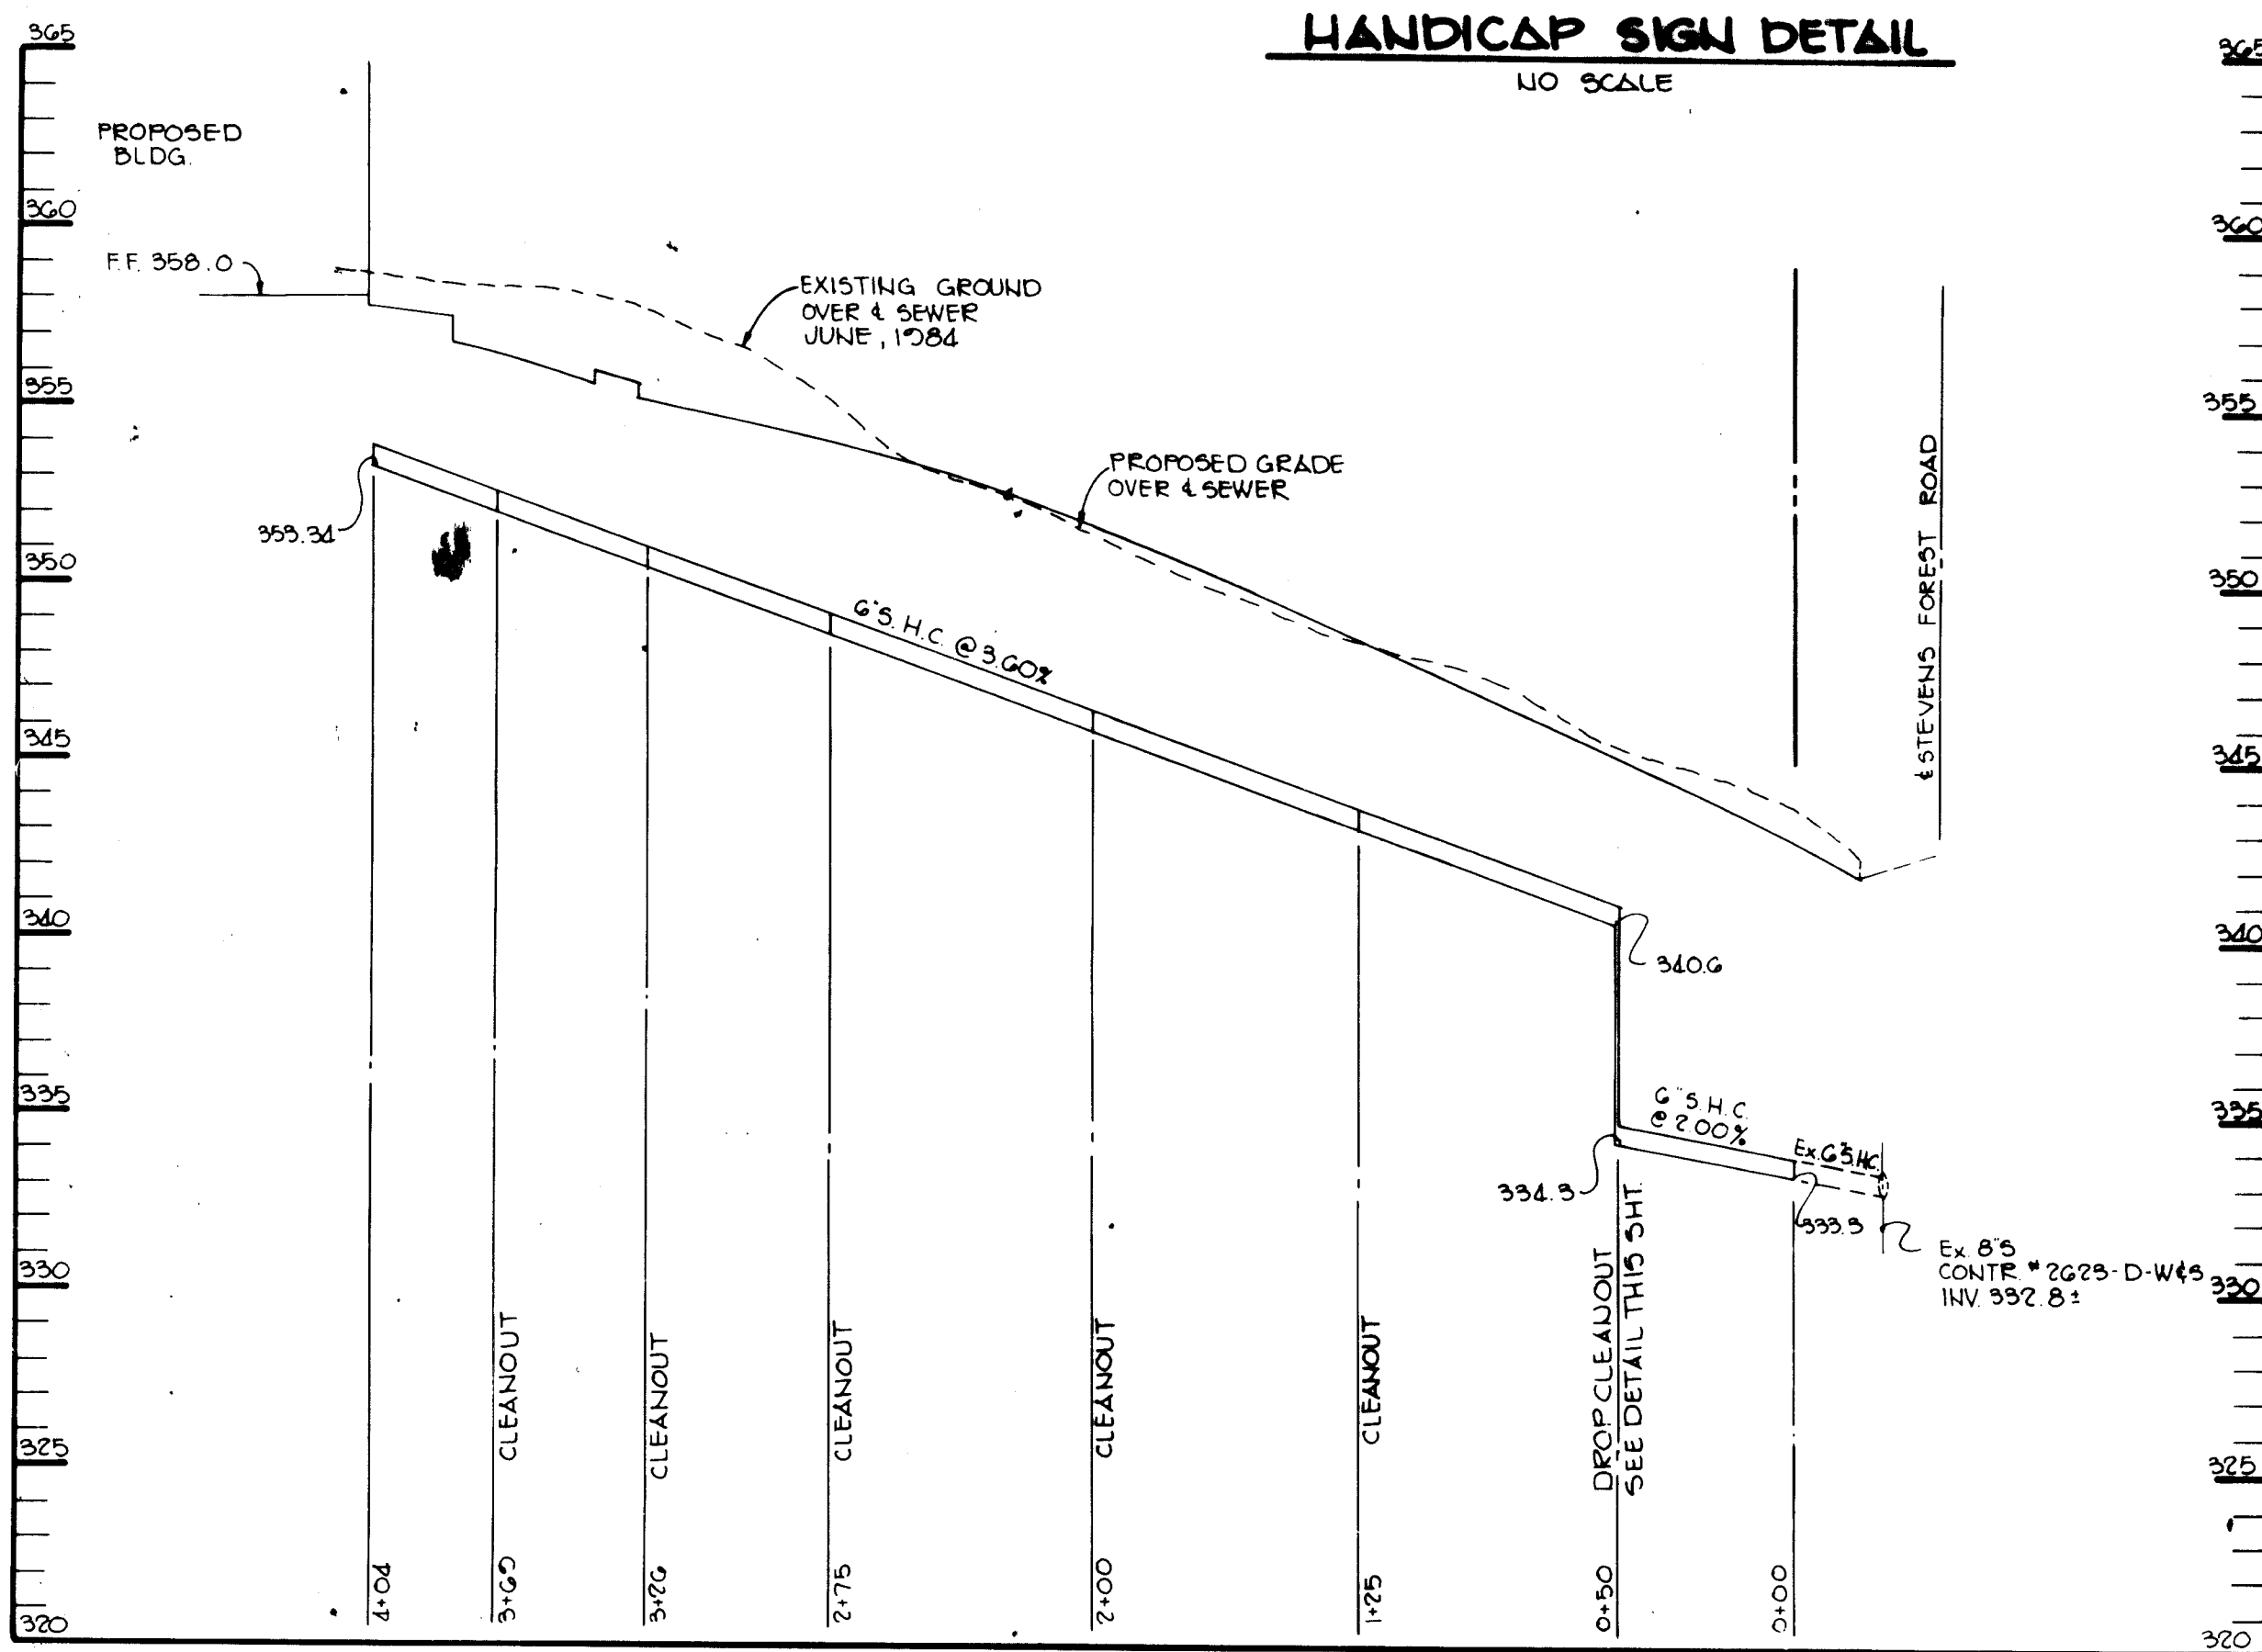 HANDICAP SIGN DETAIL
NO SCALE
365
360
355
350
345
340
335
330
325
320
365
360
355
350
345
340
335
330
325
320
PROPOSED
BLDG.
F.F. 358.0
EXISTING GROUND
OVER ℄ SEWER
JUNE, 1984
PROPOSED GRADE
OVER ℄ SEWER
353.34
6" S.H.C. @ 3.60%
℄ STEVENS FOREST ROAD
340.6
6" S.H.C.
@ 2.00%
Ex. 6" S.H.C.
334.3
333.3
Ex. 8" S
CONTR. # 2623-D-W&S
INV. 332.8±
CLEANOUT
CLEANOUT
CLEANOUT
CLEANOUT
CLEANOUT
DROP CLEANOUT
SEE DETAIL THIS SHT.
4+04
3+69
3+26
2+75
2+00
1+25
0+50
0+00